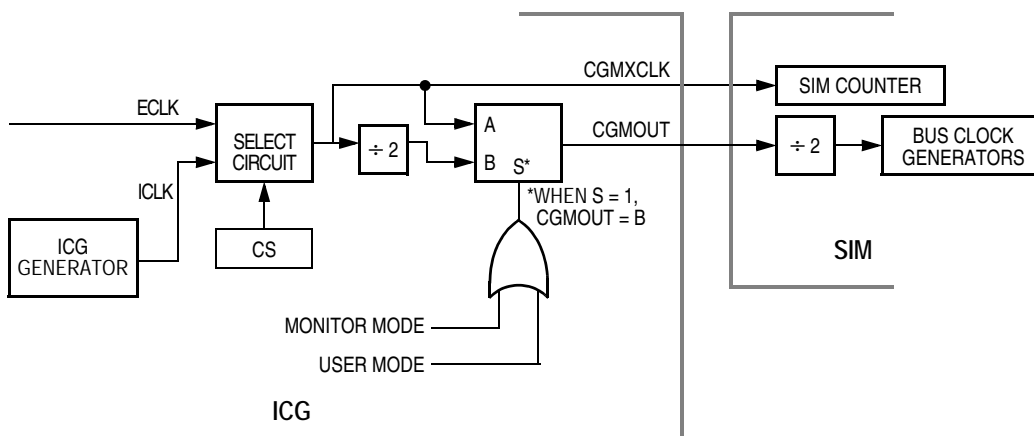 CGMXCLK
SIM COUNTER
ECLK
SELECT
CIRCUIT
÷ 2
A
B
S*
CGMOUT
÷ 2
BUS CLOCK
GENERATORS
*WHEN S = 1,
CGMOUT = B
ICLK
ICG
GENERATOR
CS
SIM
MONITOR MODE
USER MODE
ICG